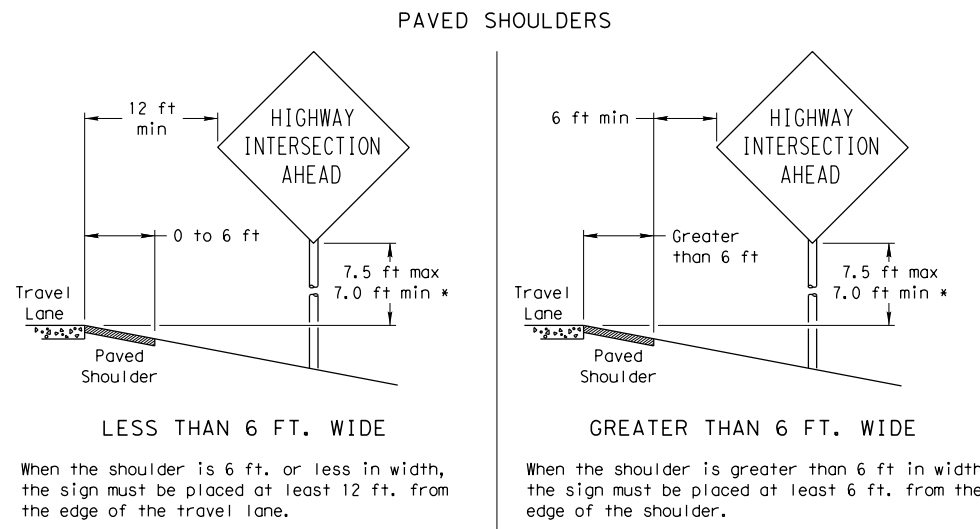 PAVED SHOULDERS
12 ft
min
HIGHWAY
INTERSECTION
AHEAD
0 to 6 ft
7.5 ft max
7.0 ft min *
Travel
Lane
Paved
Shoulder
LESS THAN 6 FT. WIDE
When the shoulder is 6 ft. or less in width,
the sign must be placed at least 12 ft. from
the edge of the travel lane.
6 ft min
HIGHWAY
INTERSECTION
AHEAD
Greater
than 6 ft
7.5 ft max
7.0 ft min *
Travel
Lane
Paved
Shoulder
GREATER THAN 6 FT. WIDE
When the shoulder is greater than 6 ft in width
the sign must be placed at least 6 ft. from the
edge of the shoulder.